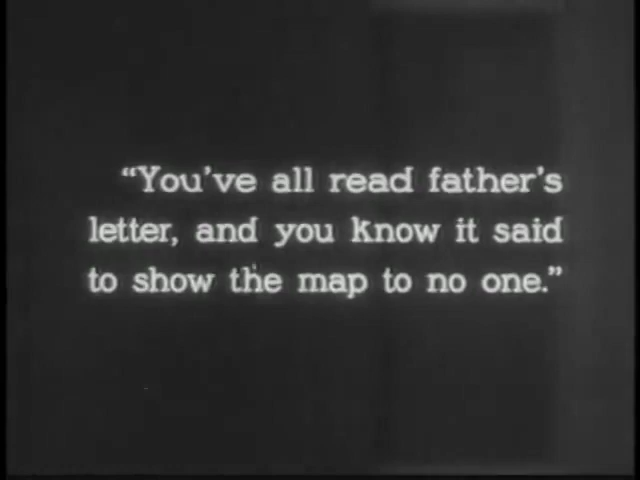 “You’ve all read father’s
letter, and you know it said
to show the map to no one.”